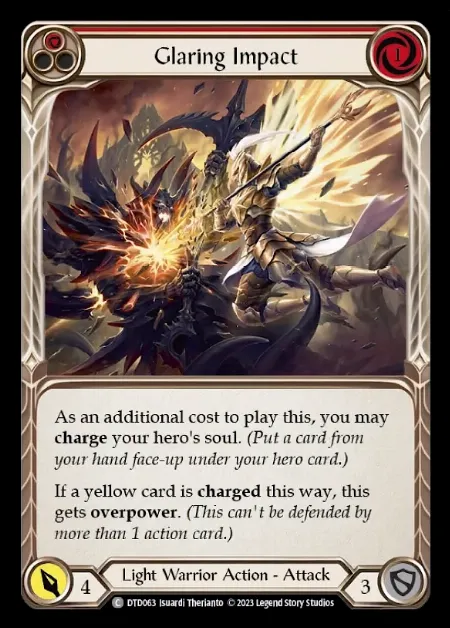 Glaring Impact
1
As an additional cost to play this, you may
charge your hero's soul. (Put a card from
your hand face-up under your hero card.)
If a yellow card is charged this way, this
gets overpower. (This can't be defended by
more than 1 action card.)
4
Light Warrior Action - Attack
3
C DTD063 Isuardi Therianto © 2023 Legend Story Studios